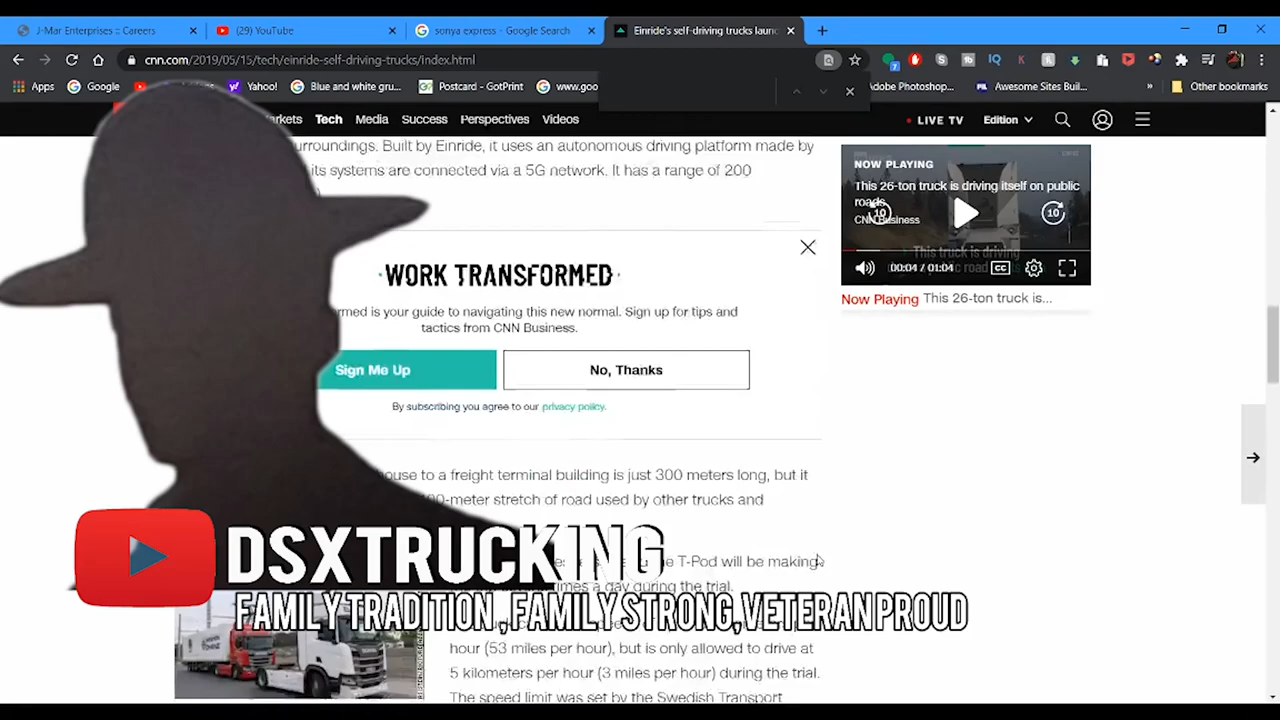 J-Mar Enterprises :: Careers
(29) YouTube
sonya express - Google Search
Einride's self-driving trucks laun
cnn.com/2019/05/15/tech/einride-self-driving-trucks/index.html
Apps
Google
Yahoo!
Blue and white gru...
Postcard - GotPrint
www.goo
Adobe Photoshop...
Awesome Sites Buil...
Other bookmarks
Tech
Media
Success
Perspectives
Videos
LIVE TV
Edition
Built by Einride, it uses an autonomous driving platform made by
its systems are connected via a 5G network. It has a range of 200
NOW PLAYING
This 26-ton truck is driving itself on public
roads
CNN Business
10
10
This truck is driving
00:04 / 01:04
CC
Now Playing This 26-ton truck is...
WORK TRANSFORMED
is your guide to navigating this new normal. Sign up for tips and
tactics from CNN Business.
Sign Me Up
No, Thanks
By subscribing you agree to our privacy policy.
to a freight terminal building is just 300 meters long, but it
-meter stretch of road used by other trucks and
T-Pod will be making
times a day during the trial.
DSXTRUCKING
FAMILY TRADITION , FAMILY STRONG,VETERAN PROUD
hour (53 miles per hour), but is only allowed to drive at
5 kilometers per hour (3 miles per hour) during the trial.
The speed limit was set by the Swedish Transport